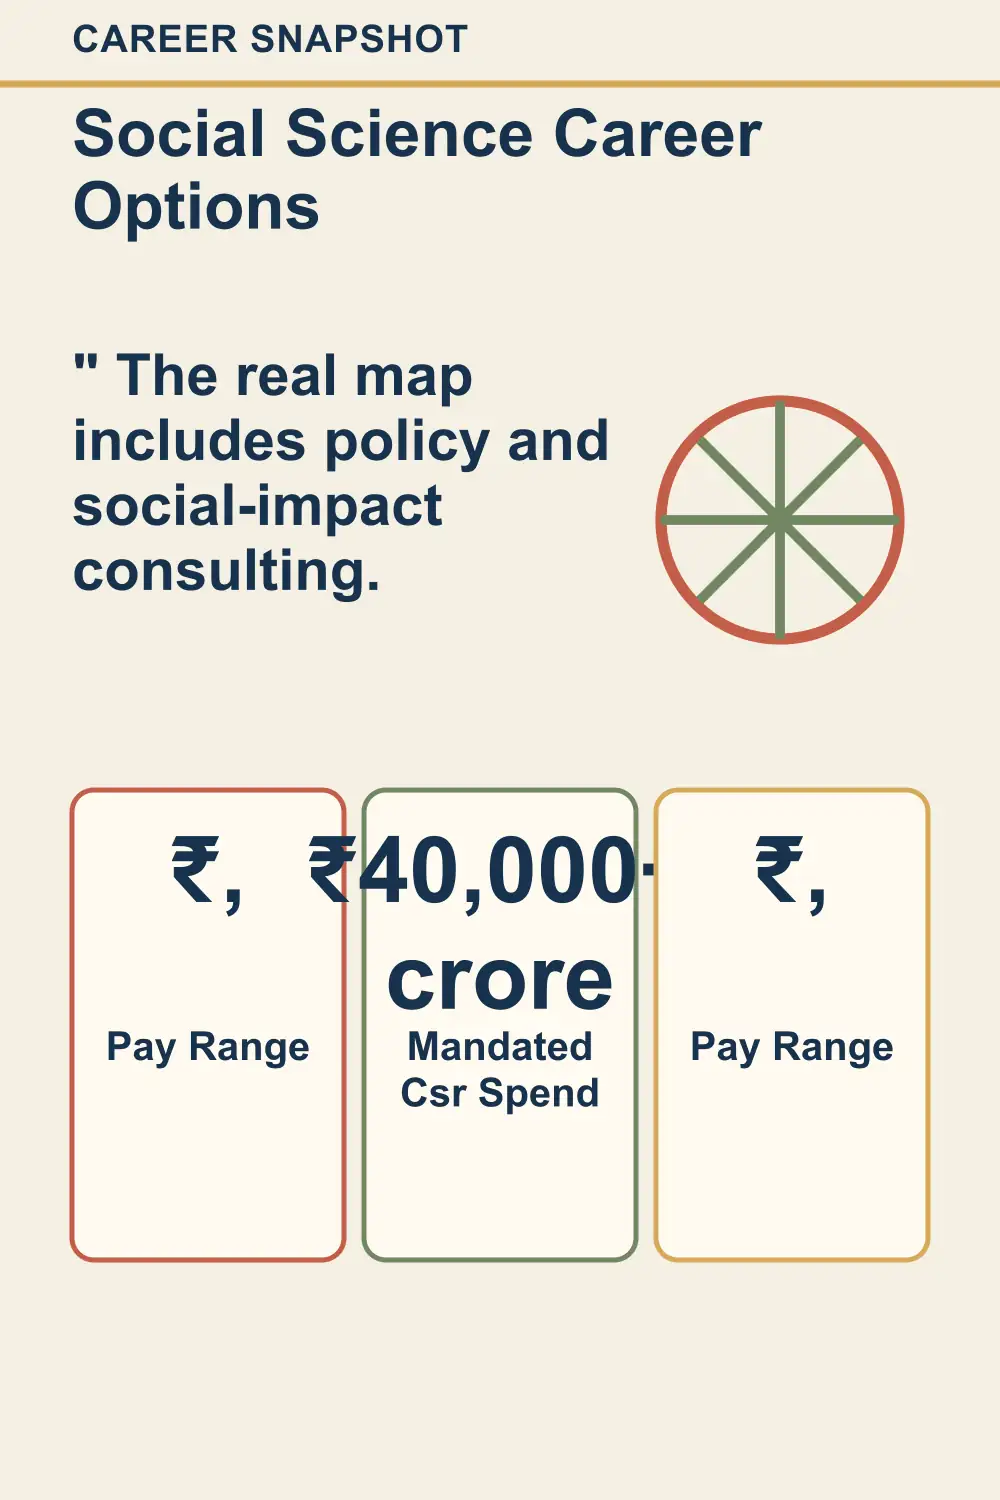 CAREER SNAPSHOT
Social Science Career
Options
" The real map
includes policy and
social-impact
consulting.
₹,
Pay Range
₹40,000-
crore
Mandated
Csr Spend
₹,
Pay Range